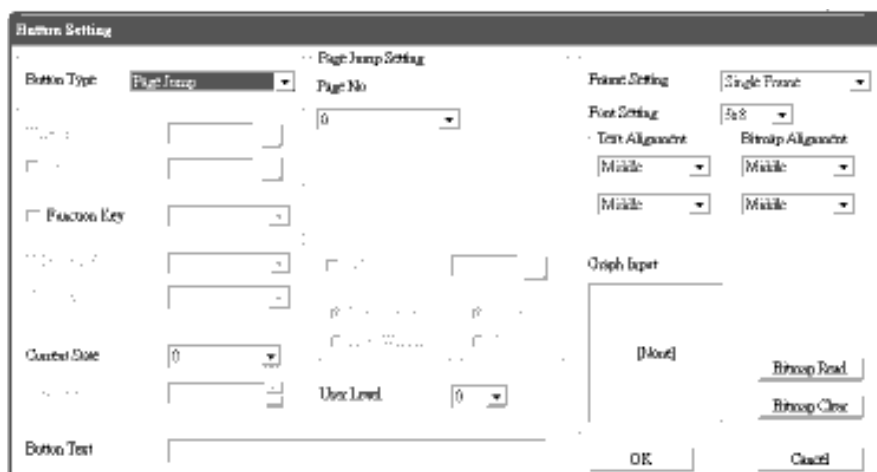 Button Setting
Page Jump Setting
Button Type Page Jump
Page No
0
Frame Setting Single Frame
Font Setting 5x8
Text Alignment Bitmap Alignment
Middle Middle
Middle Middle
Function Key
Graph Input
[None]
Current State 0
User Level 0
Bitmap Read
Bitmap Clear
Button Text
OK Cancel